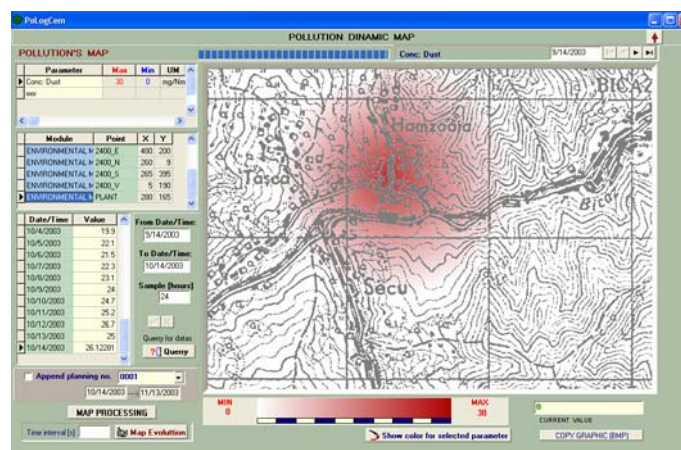 PoLogCem
POLLUTION DINAMIC MAP
POLLUTION'S MAP
Conc: Dust
9/14/2003
Parameter Max Min UM
Conc: Dust 30 0 mg/Nm
xxx
Module Point X Y
ENVIRONMENTAL M 2400_E 400 200
ENVIRONMENTAL M 2400_N 260 9
ENVIRONMENTAL M 2400_S 265 395
ENVIRONMENTAL M 2400_V 5 190
ENVIRONMENTAL M PLANT 280 165
Date/Time Value
10/4/2003 19.9
10/5/2003 22.1
10/6/2003 21.5
10/7/2003 22.3
10/8/2003 23.1
10/9/2003 24
10/10/2003 24.7
10/11/2003 25.2
10/12/2003 26.7
10/13/2003 25
10/14/2003 26.12281
From Date/Time:
9/14/2003
To Date/Time:
10/14/2003
Sample [hours]
24
Querry for datas
?[] Querry
Append planning no. 0001
10/14/2003 --> 11/13/2003
MAP PROCESSING
Time interval [s]
Map Evoluttion
BICAZ
Hamzoaia
Tasca
Bicaz
Secu
MIN
0
MAX
30
Show color for selected parameter
0
CURRENT VALUE
COPY GRAPHIC (BMP)